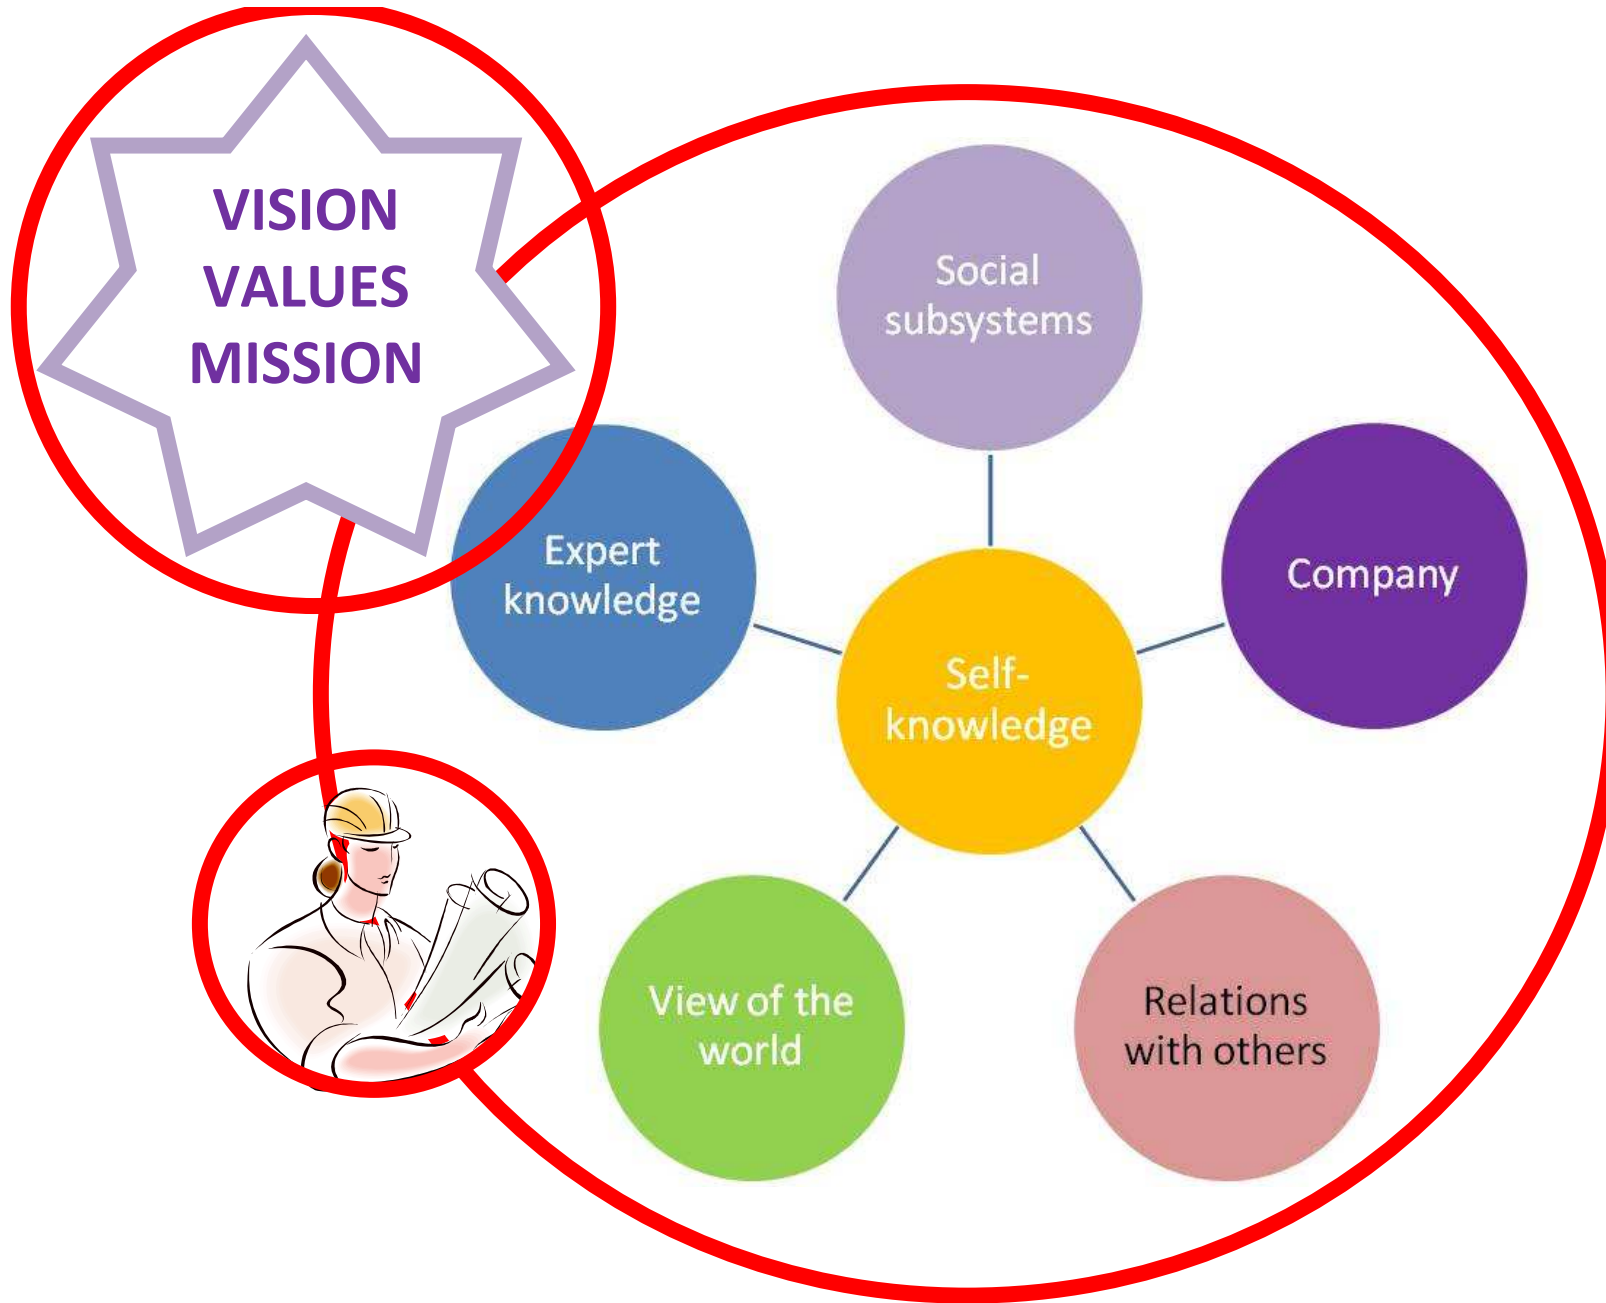 VISION
VALUES
MISSION
Social
subsystems
Expert
knowledge
Company
Self-
knowledge
View of the
world
Relations
with others